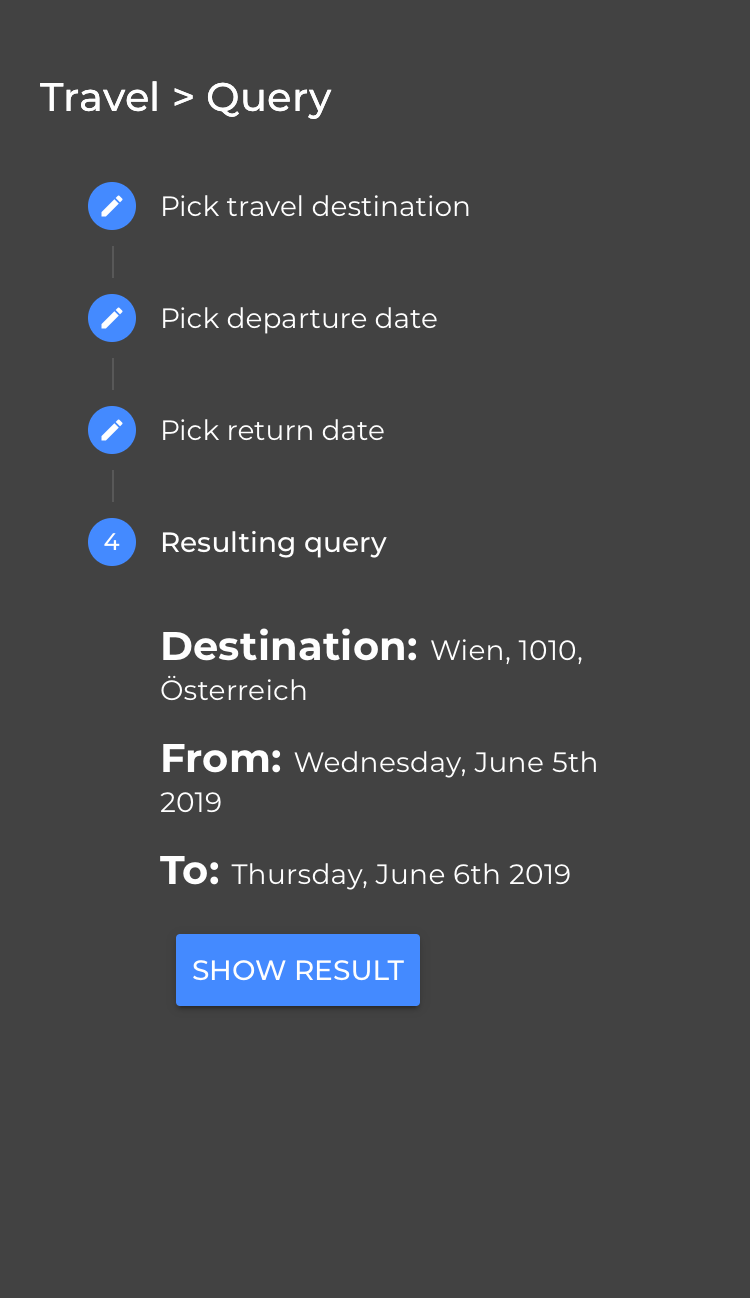 Travel > Query
Pick travel destination
Pick departure date
Pick return date
4 Resulting query
Destination: Wien, 1010,
Österreich
From: Wednesday, June 5th
2019
To: Thursday, June 6th 2019
SHOW RESULT